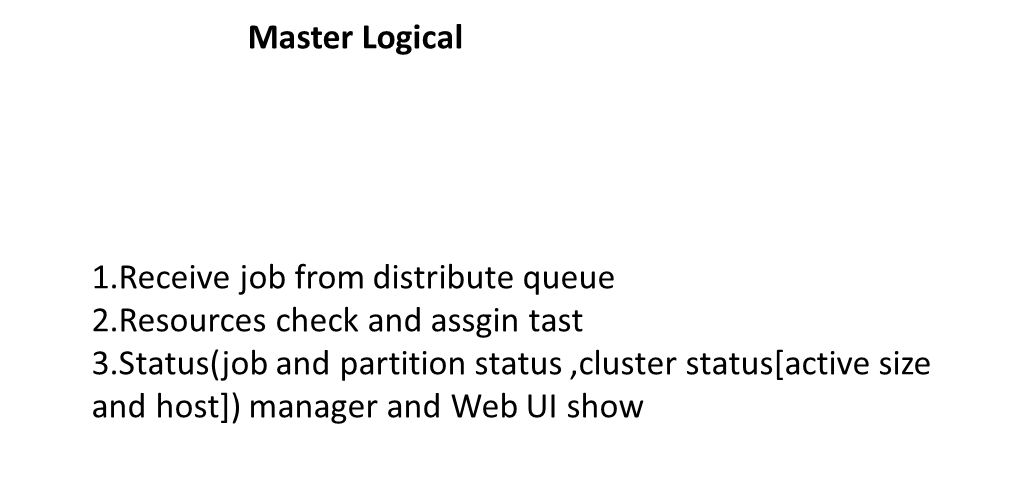 Master Logical
1.Receive job from distribute queue
2.Resources check and assgin tast
3.Status(job and partition status ,cluster status[active size
and host]) manager and Web UI show